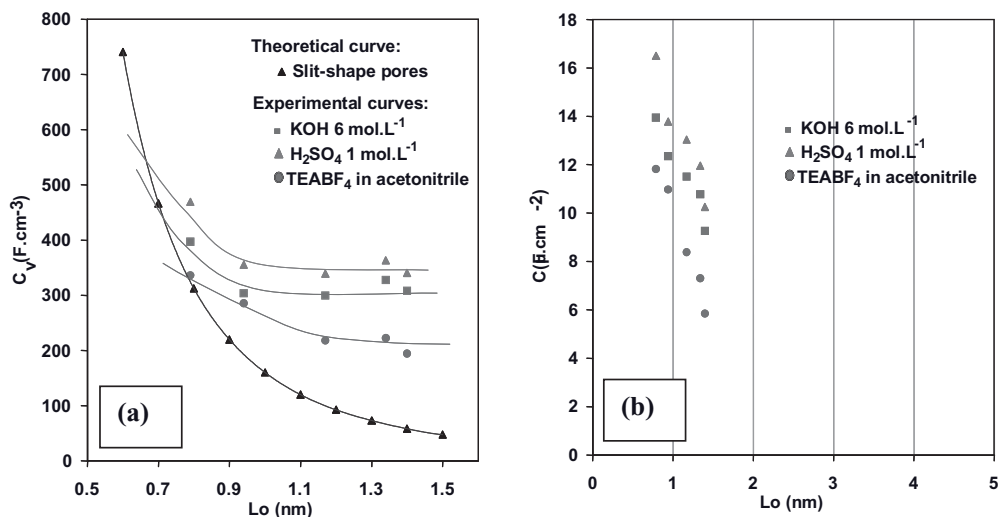 800
700
600
500
400
300
200
100
0
C_V(F.cm^-3)
0.5 0.7 0.9 1.1 1.3 1.5
Lo (nm)
Theoretical curve:
Slit-shape pores
Experimental curves:
KOH 6 mol.L^-1
H_2SO_4 1 mol.L^-1
TEABF_4 in acetonitrile
(a)
18
16
14
12
10
8
6
4
2
0
C(F.cm -2)
0 1 2 3 4 5
Lo (nm)
KOH 6 mol.L^-1
H_2SO_4 1 mol.L^-1
TEABF_4 in acetonitrile
(b)